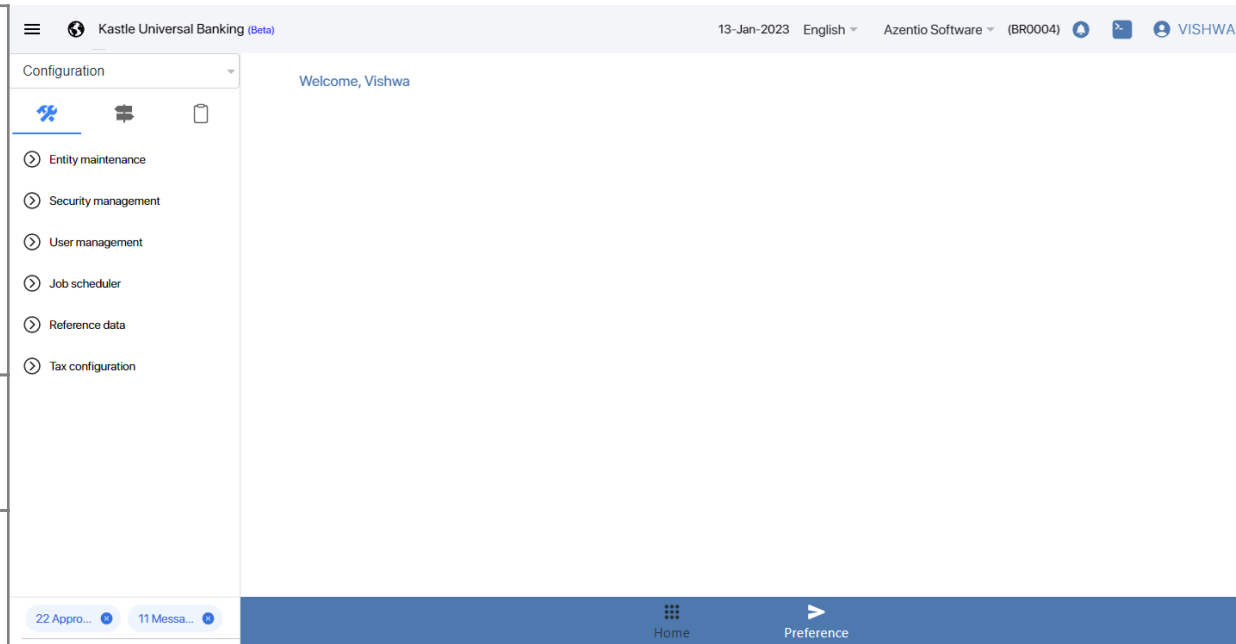 Kastle Universal Banking (Beta)
13-Jan-2023 English Azentio Software (BR0004) VISHWA
Configuration
Welcome, Vishwa
Entity maintenance
Security management
User management
Job scheduler
Reference data
Tax configuration
22 Appro... 11 Messa...
Home Preference